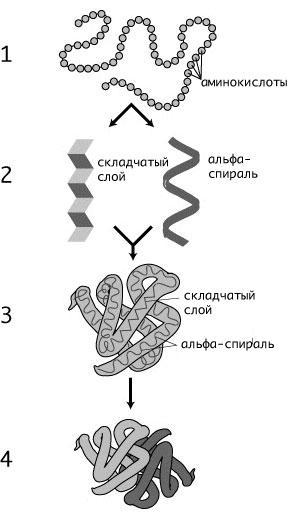 1
аминокислоты
2
складчатый
слой
альфа-
спираль
3
складчатый
слой
альфа-спираль
4